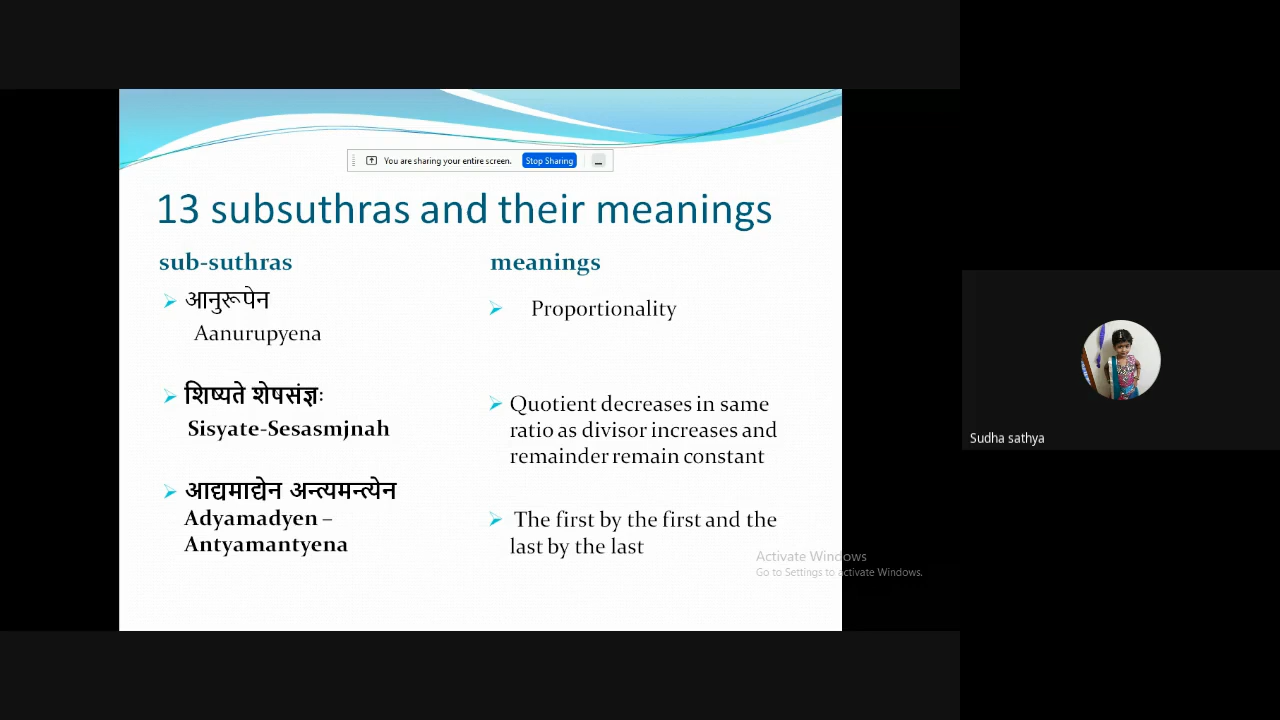 You are sharing your entire screen. Stop Sharing
13 subsuthras and their meanings
sub-suthras
meanings
आनुरूपेन
Aanurupyena
Proportionality
शिष्यते शेषसंज्ञः
Sisyate-Sesasmjnah
Quotient decreases in same
ratio as divisor increases and
remainder remain constant
आद्यमाद्येन अन्त्यमन्त्येन
Adyamadyen –
Antyamantyena
The first by the first and the
last by the last
Activate Windows
Go to Settings to activate Windows.
Sudha sathya